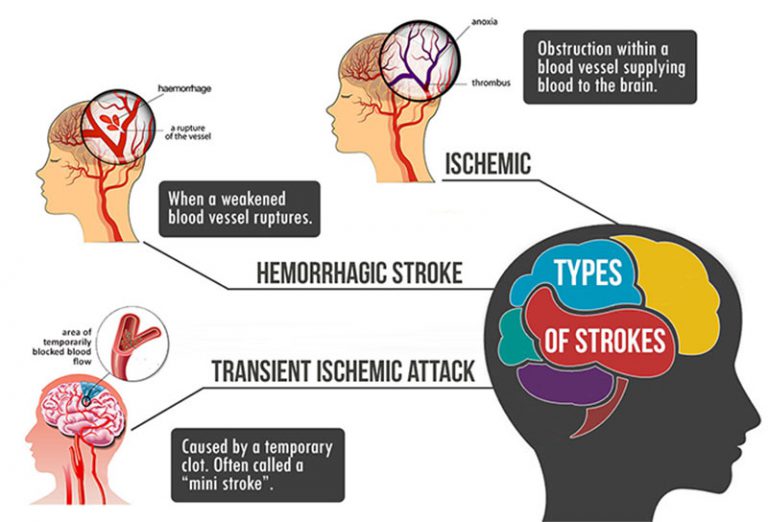 anoxia
thrombus
Obstruction within a
blood vessel supplying
blood to the brain.
ISCHEMIC
haemorrhage
a rupture
of the vessel
When a weakened
blood vessel ruptures.
HEMORRHAGIC STROKE
TYPES
OF STROKES
area of
temporarily
blocked blood
flow
TRANSIENT ISCHEMIC ATTACK
Caused by a temporary
clot. Often called a
“mini stroke”.